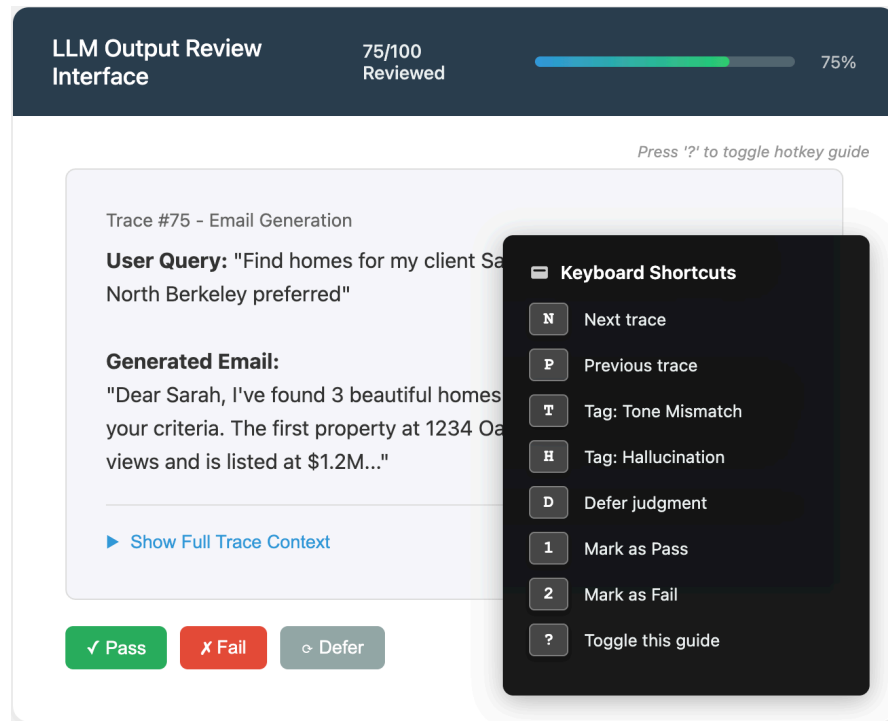 LLM Output Review
Interface
75/100
Reviewed
75%
Press '?' to toggle hotkey guide
Trace #75 - Email Generation
User Query: "Find homes for my client Sa
North Berkeley preferred"
Generated Email:
"Dear Sarah, I've found 3 beautiful homes
your criteria. The first property at 1234 Oa
views and is listed at $1.2M..."
▶ Show Full Trace Context
✓ Pass
✗ Fail
⟳ Defer
Keyboard Shortcuts
N Next trace
P Previous trace
T Tag: Tone Mismatch
H Tag: Hallucination
D Defer judgment
1 Mark as Pass
2 Mark as Fail
? Toggle this guide